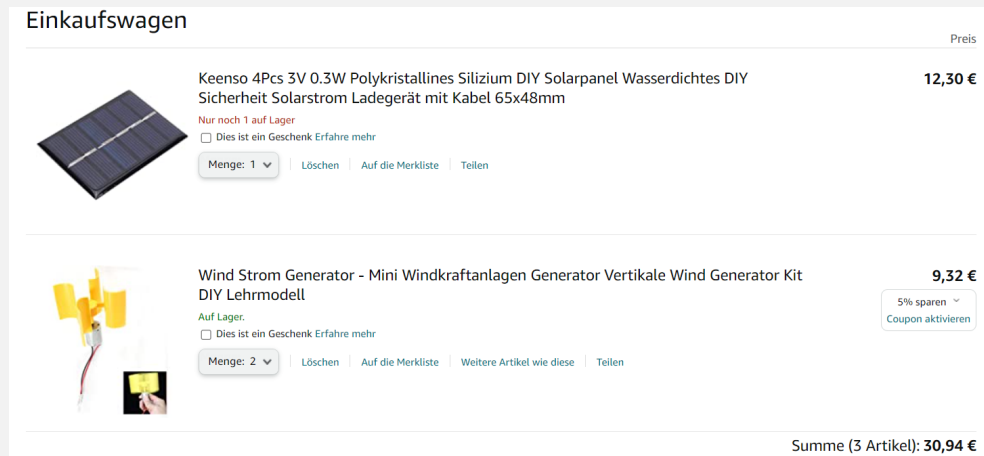 Einkaufswagen
Preis
Keenso 4Pcs 3V 0.3W Polykristallines Silizium DIY Solarpanel Wasserdichtes DIY
Sicherheit Solarstrom Ladegerät mit Kabel 65x48mm
12,30 €
Nur noch 1 auf Lager
Dies ist ein Geschenk Erfahre mehr
Menge: 1 Löschen Auf die Merkliste Teilen
Wind Strom Generator - Mini Windkraftanlagen Generator Vertikale Wind Generator Kit
DIY Lehrmodell
9,32 €
5% sparen
Coupon aktivieren
Auf Lager.
Dies ist ein Geschenk Erfahre mehr
Menge: 2 Löschen Auf die Merkliste Weitere Artikel wie diese Teilen
Summe (3 Artikel): 30,94 €